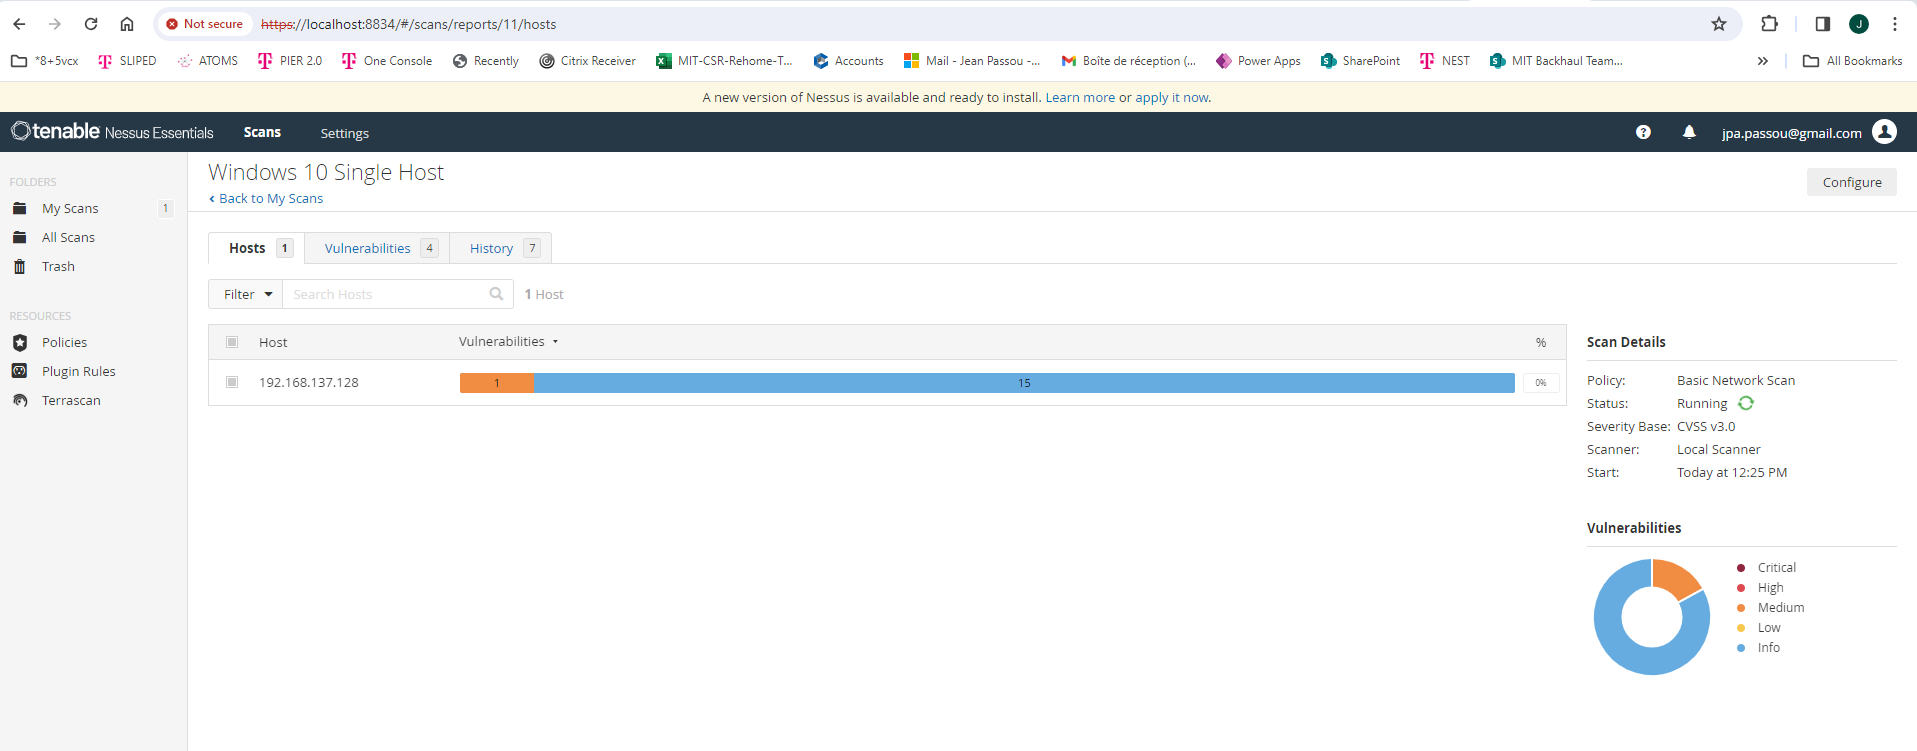 Not secure https://localhost:8834/#/scans/reports/11/hosts J
*8+5vcx SLIPED ATOMS PIER 2.0 One Console Recently Citrix Receiver MIT-CSR-Rehome-T... Accounts Mail - Jean Passou -... Boîte de réception (... Power Apps SharePoint NEST MIT Backhaul Team... » All Bookmarks
A new version of Nessus is available and ready to install. Learn more or apply it now.
tenable Nessus Essentials Scans Settings jpa.passou@gmail.com
FOLDERS
My Scans 1
All Scans
Trash
RESOURCES
Policies
Plugin Rules
Terrascan
Windows 10 Single Host
‹ Back to My Scans
Configure
Hosts 1 Vulnerabilities 4 History 7
Filter Search Hosts 1 Host
Host Vulnerabilities %
192.168.137.128 1 15 0%
Scan Details
Policy: Basic Network Scan
Status: Running
Severity Base: CVSS v3.0
Scanner: Local Scanner
Start: Today at 12:25 PM
Vulnerabilities
Critical
High
Medium
Low
Info